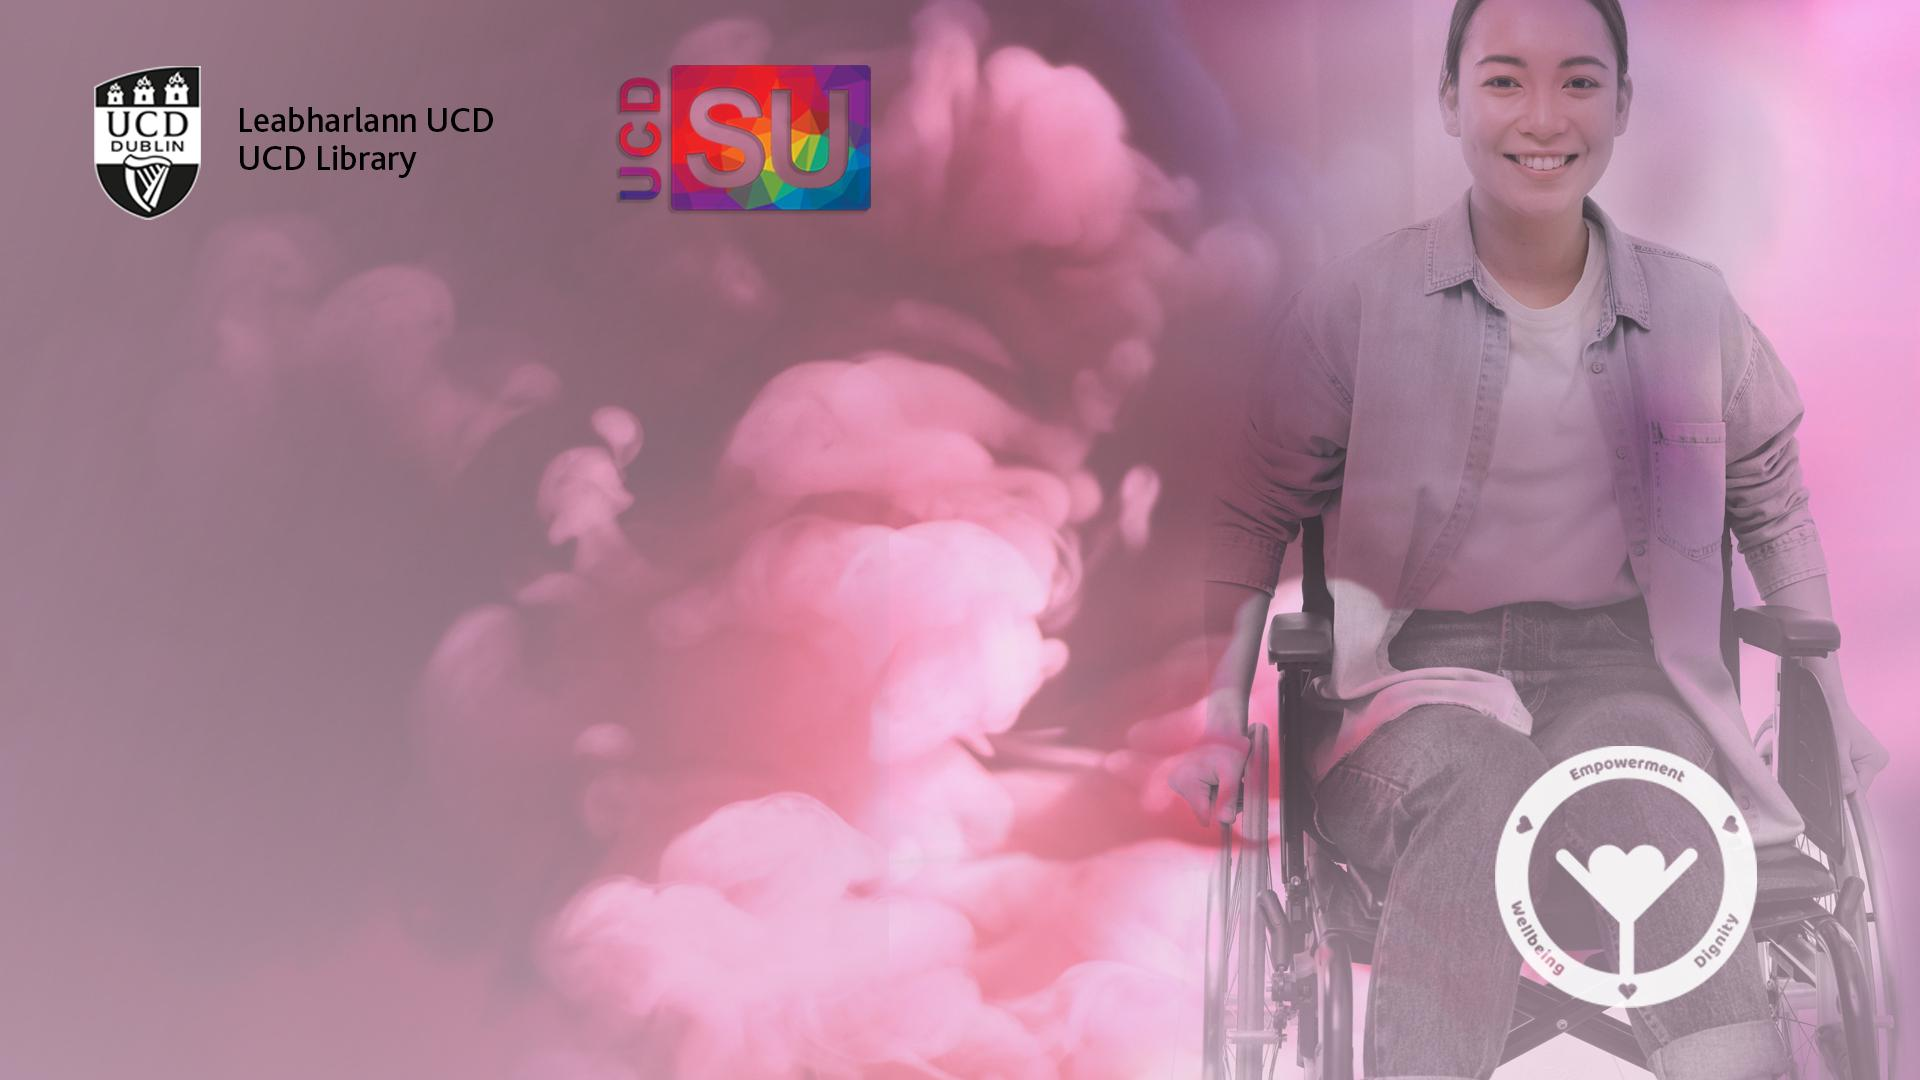 UCD
DUBLIN
Leabharlann UCD
UCD Library
UCD
SU
Empowerment
Wellbeing
Dignity